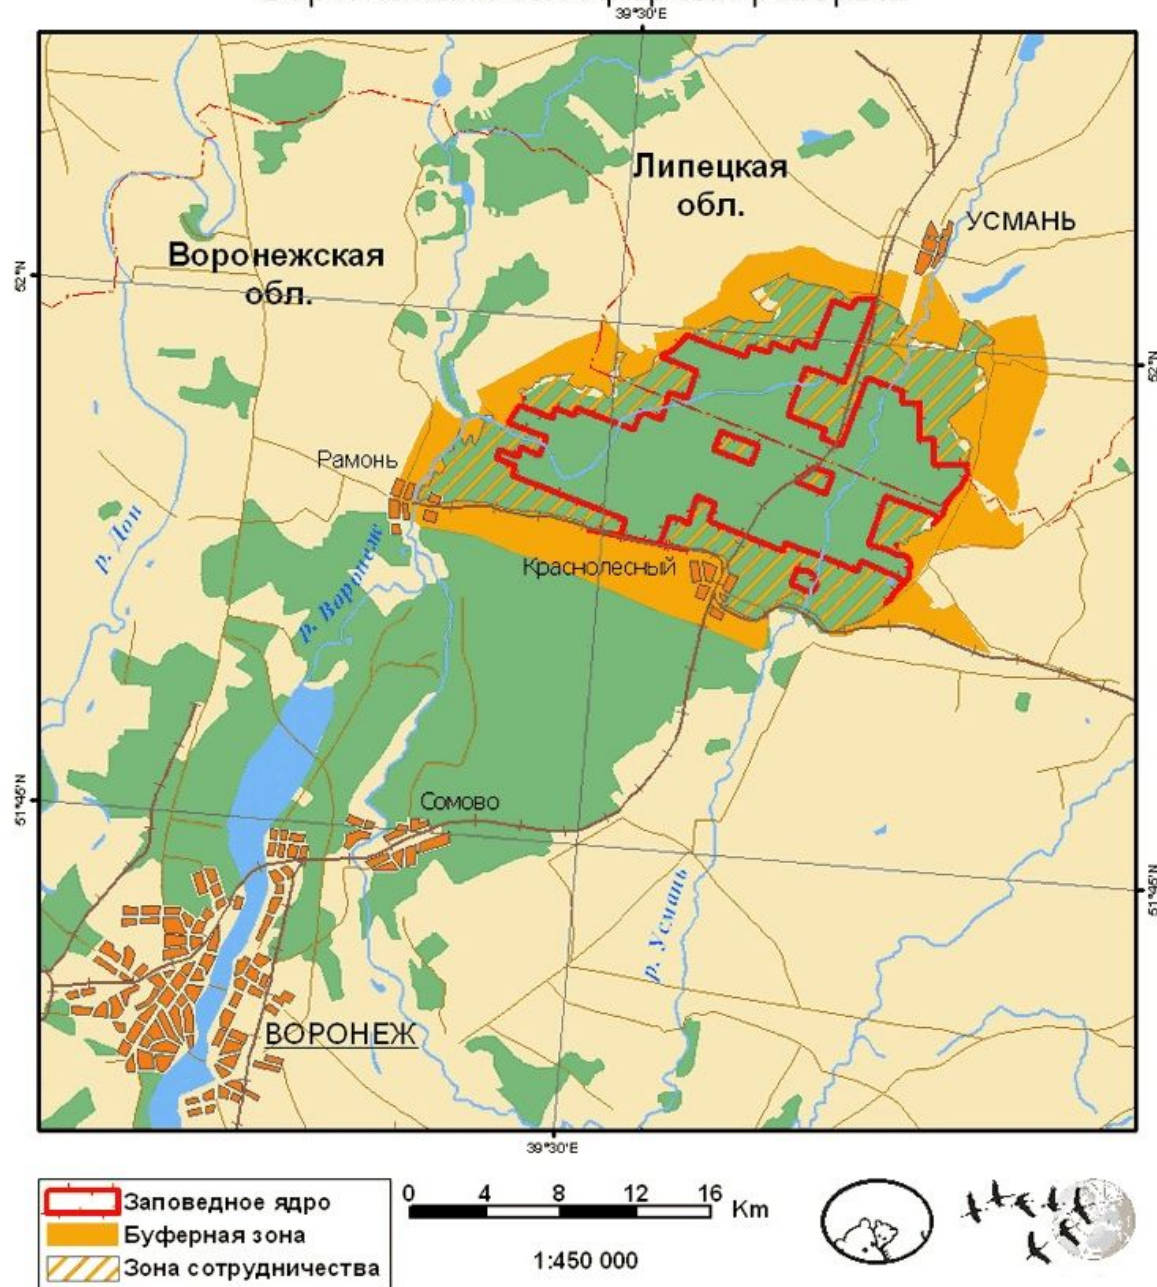 39°30'E
Липецкая
обл.
УСМАНЬ
Воронежская
обл.
52°N
52°N
Рамонь
р. Дон
р. Воронеж
Краснолесный
51°45'N
Сомово
51°45'N
р. Усмань
ВОРОНЕЖ
39°30'E
Заповедное ядро
Буферная зона
Зона сотрудничества
0 4 8 12 16 Km
1:450 000